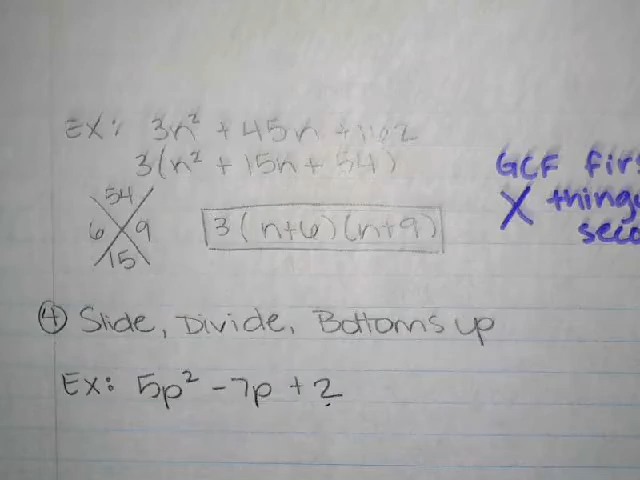 EX: 3n² + 45n + 162
3(n² + 15n + 54)
54
6 9
15
3(n+6)(n+9)
GCF firs
X thingy
seco
④ Slide, Divide, Bottoms up
EX: 5p² - 7p + 2